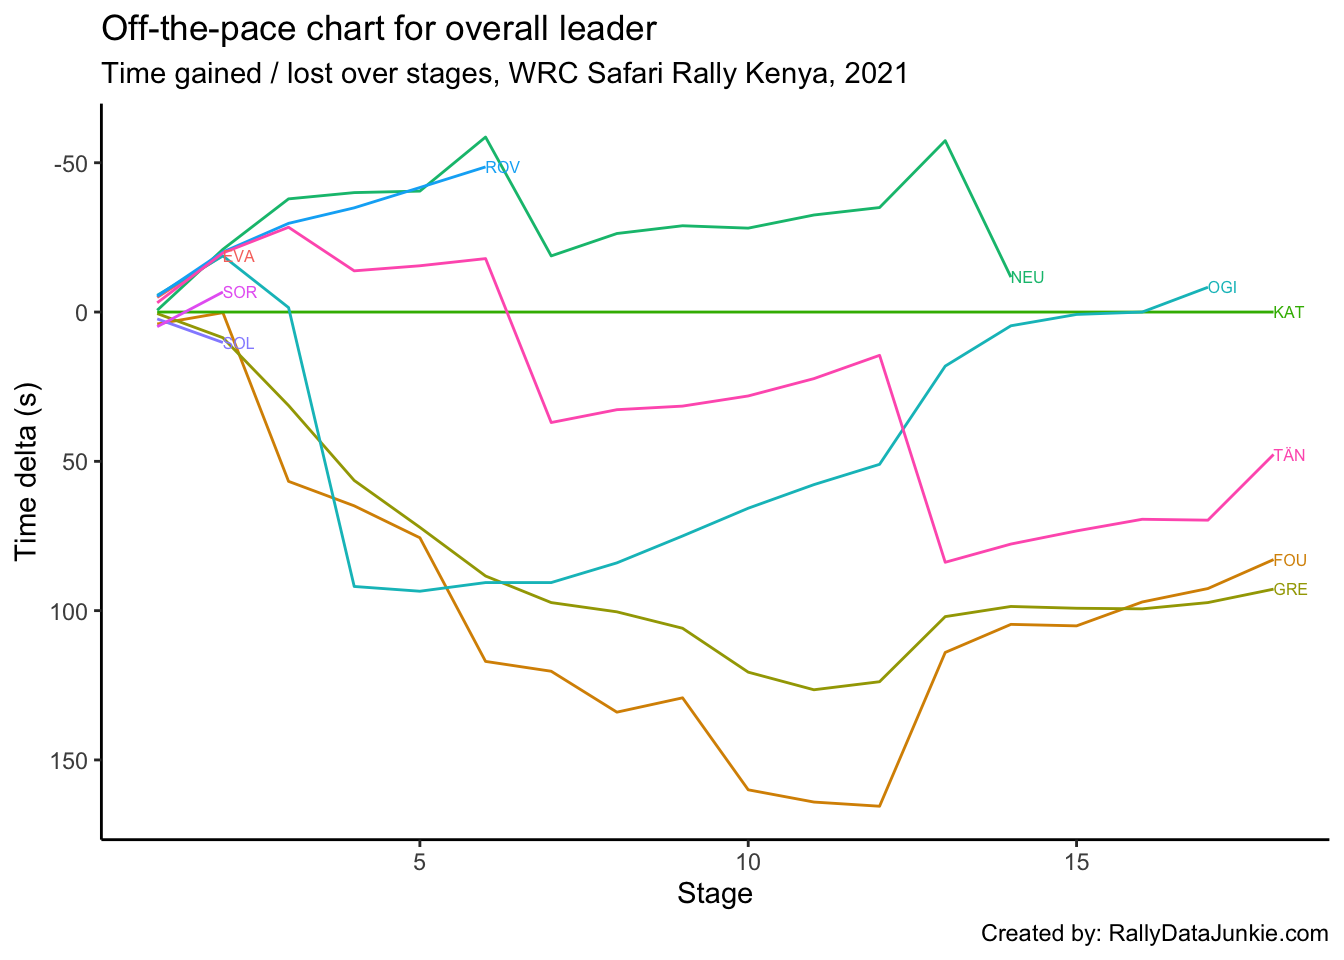 Off-the-pace chart for overall leader
Time gained / lost over stages, WRC Safari Rally Kenya, 2021
Time delta (s)
-50
0
50
100
150
ROV
EVA
SOR
SOL
NEU
OGI
KAT
TÄN
FOU
GRE
5
10
15
Stage
Created by: RallyDataJunkie.com